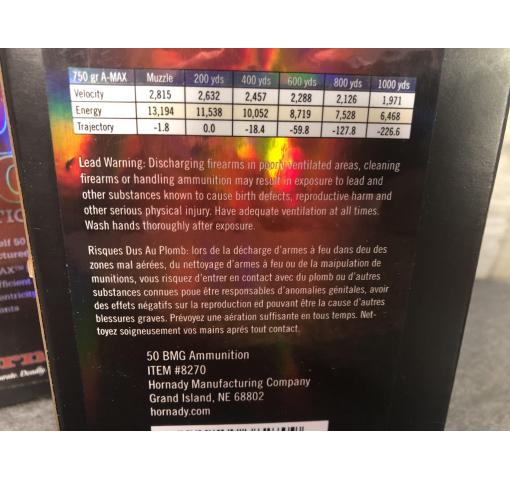 750 gr A-MAX Muzzle 200 yds 400 yds 600 yds 800 yds 1000 yds
Velocity 2,815 2,632 2,457 2,288 2,126 1,971
Energy 13,194 11,538 10,052 8,719 7,528 6,468
Trajectory -1.8 0.0 -18.4 -59.8 -127.8 -226.6
Lead Warning: Discharging firearms in poorly ventilated areas, cleaning
firearms or handling ammunition may result in exposure to lead and
other substances known to cause birth defects, reproductive harm and
other serious physical injury. Have adequate ventilation at all times.
Wash hands thoroughly after exposure.
Risques Dus Au Plomb: lors de la décharge d'armes à feu dans deu des
zones mal aérées, du nettoyage d'armes à feu ou de la maipulation de
munitions, vous risquez d'entrer en contact avec du plomb ou d'autres
substances connues poue être responsables d'anomalies génitales, avoir
des effets négatifs sur la reproduction ed pouvant être la cause d'autres
blessures graves. Prévoyez une aération suffisante en tous temps. Net-
toyez soigneusement vos mains aprés tout contact.
50 BMG Ammunition
ITEM #8270
Hornady Manufacturing Company
Grand Island, NE 68802
hornady.com